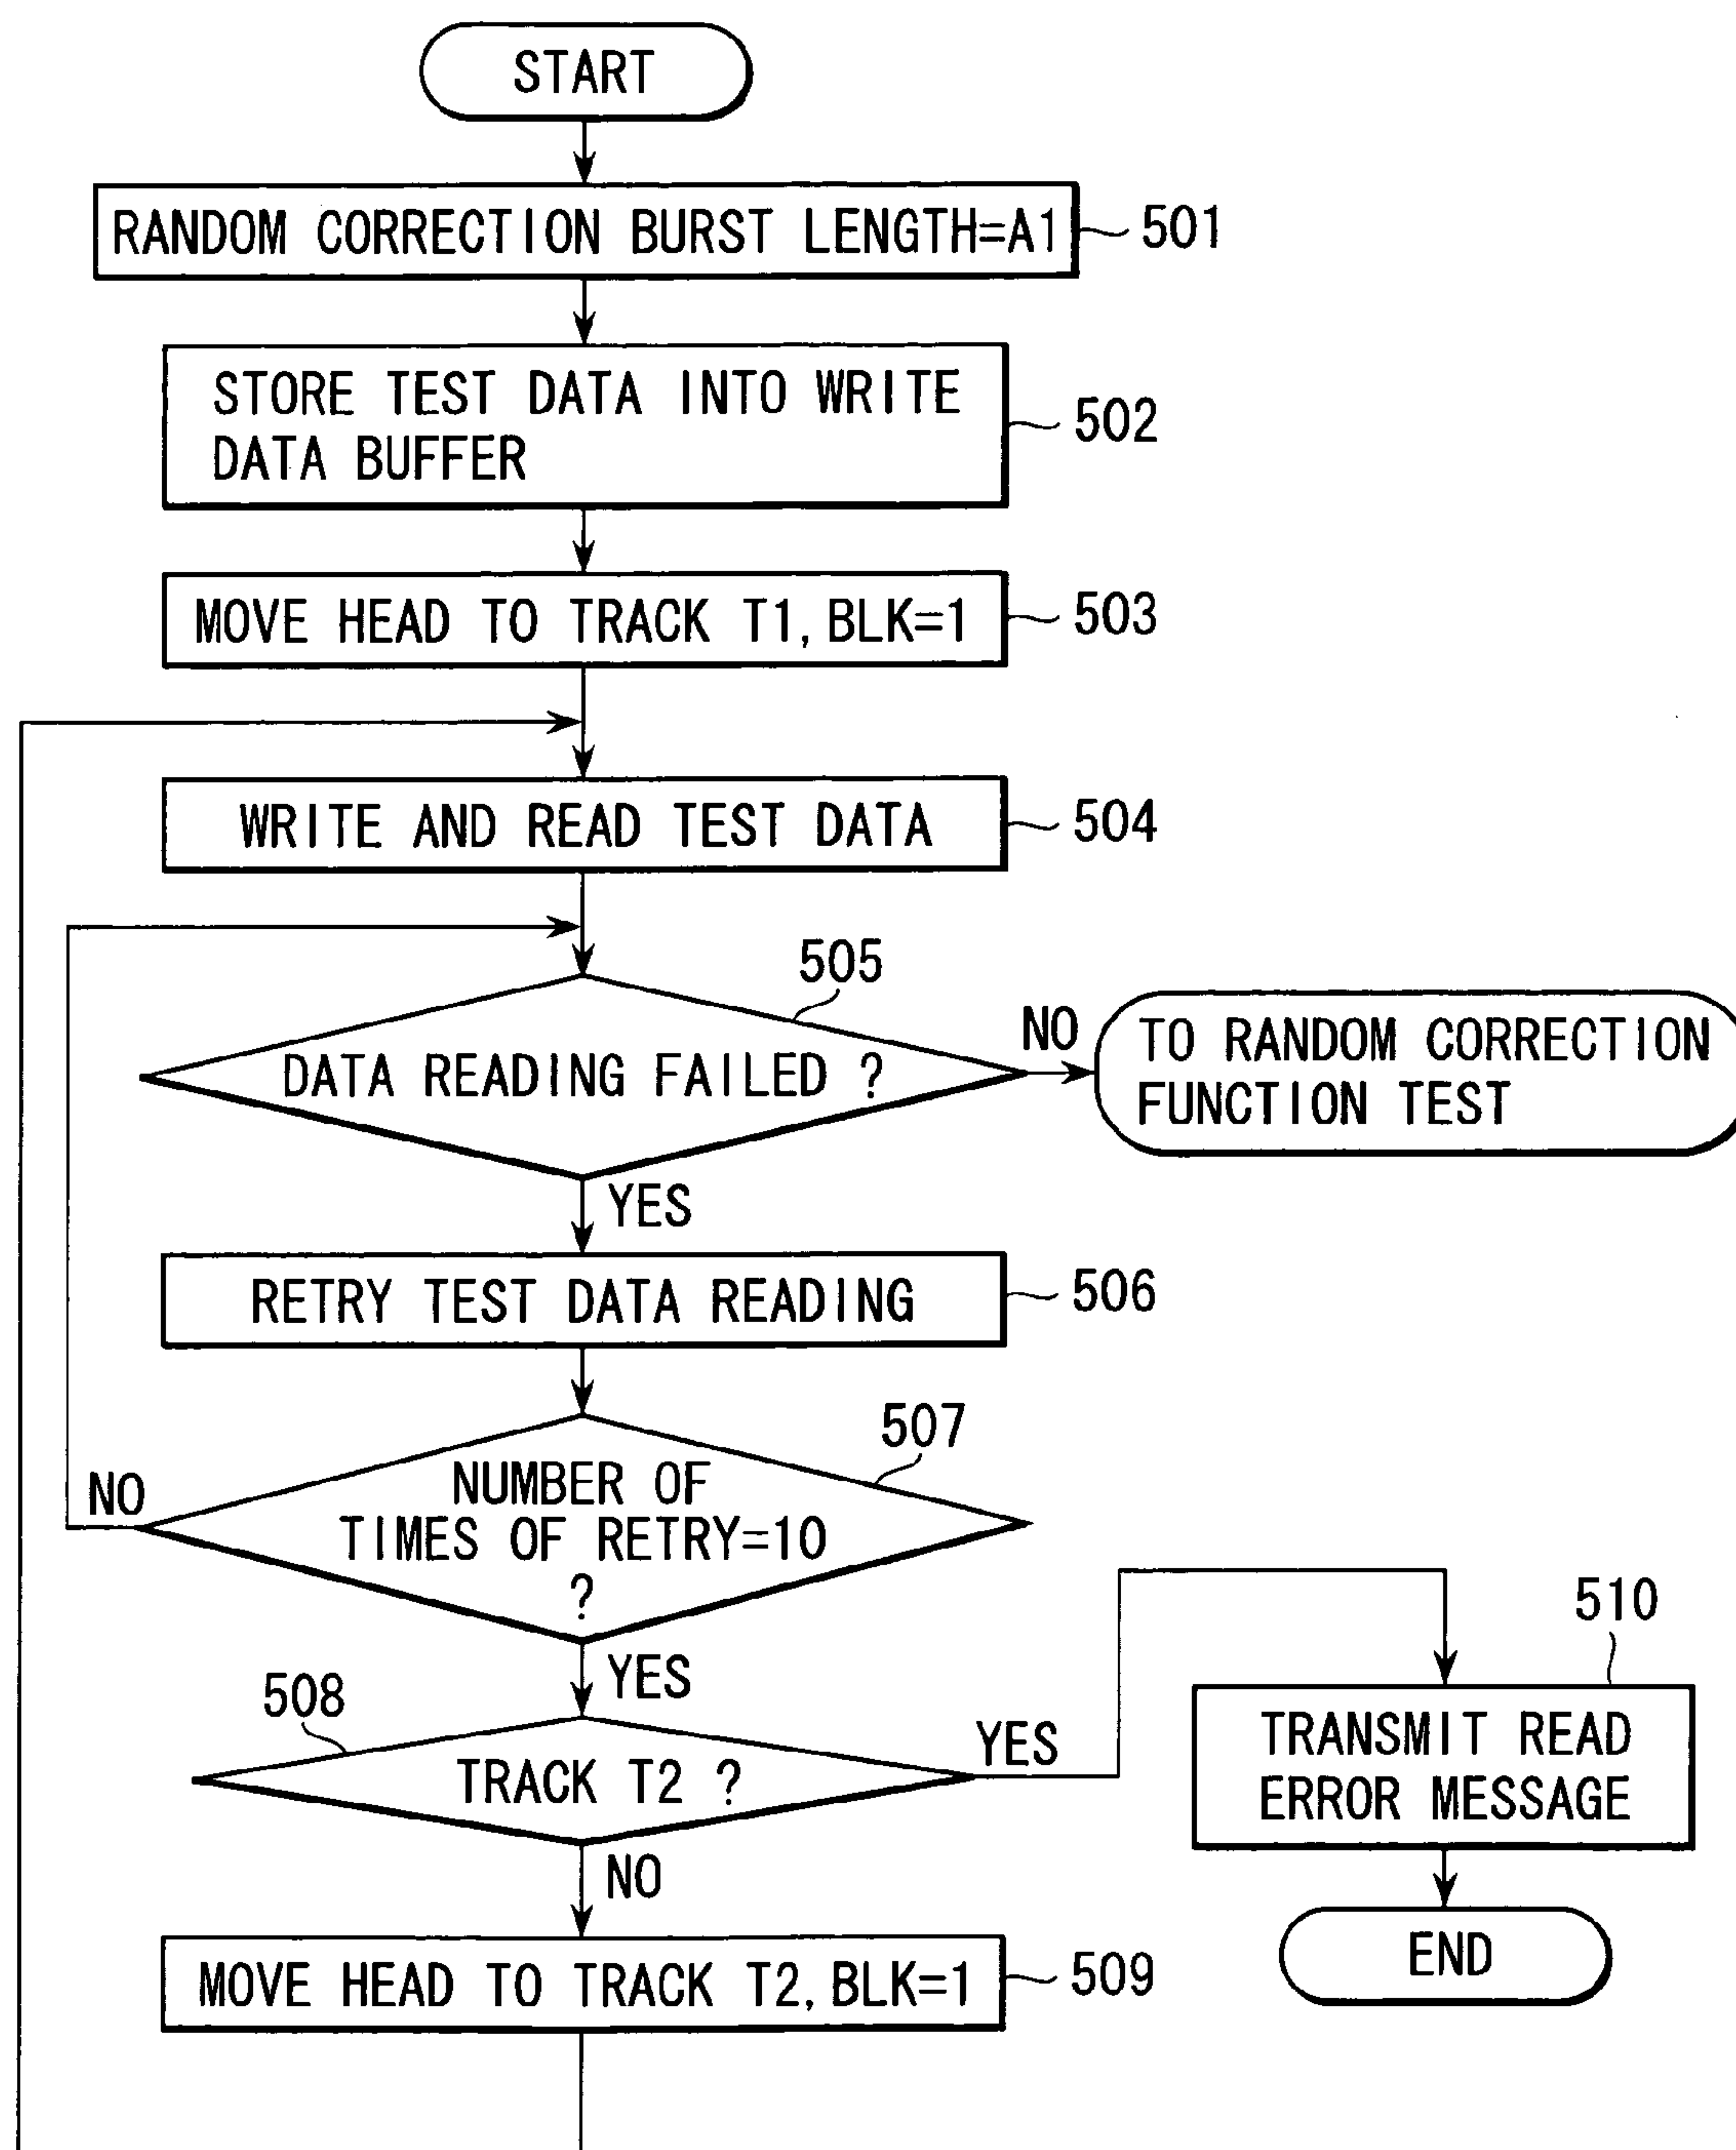 START
RANDOM CORRECTION BURST LENGTH=A1
501
STORE TEST DATA INTO WRITE
DATA BUFFER
502
MOVE HEAD TO TRACK T1, BLK=1
503
WRITE AND READ TEST DATA
504
505
DATA READING FAILED ?
NO
TO RANDOM CORRECTION
FUNCTION TEST
YES
RETRY TEST DATA READING
506
507
NUMBER OF
TIMES OF RETRY=10
?
NO
YES
508
TRACK T2 ?
YES
510
TRANSMIT READ
ERROR MESSAGE
NO
END
MOVE HEAD TO TRACK T2, BLK=1
509